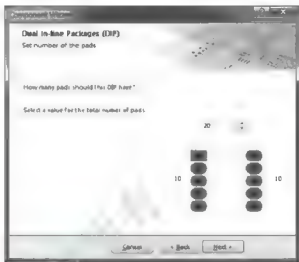 Dual In-line Packages (DIP)
Set number of the pads
How many pads should this DIP have?
Select a value for the total number of pads.
20
10 10
Cancel < Back Next >